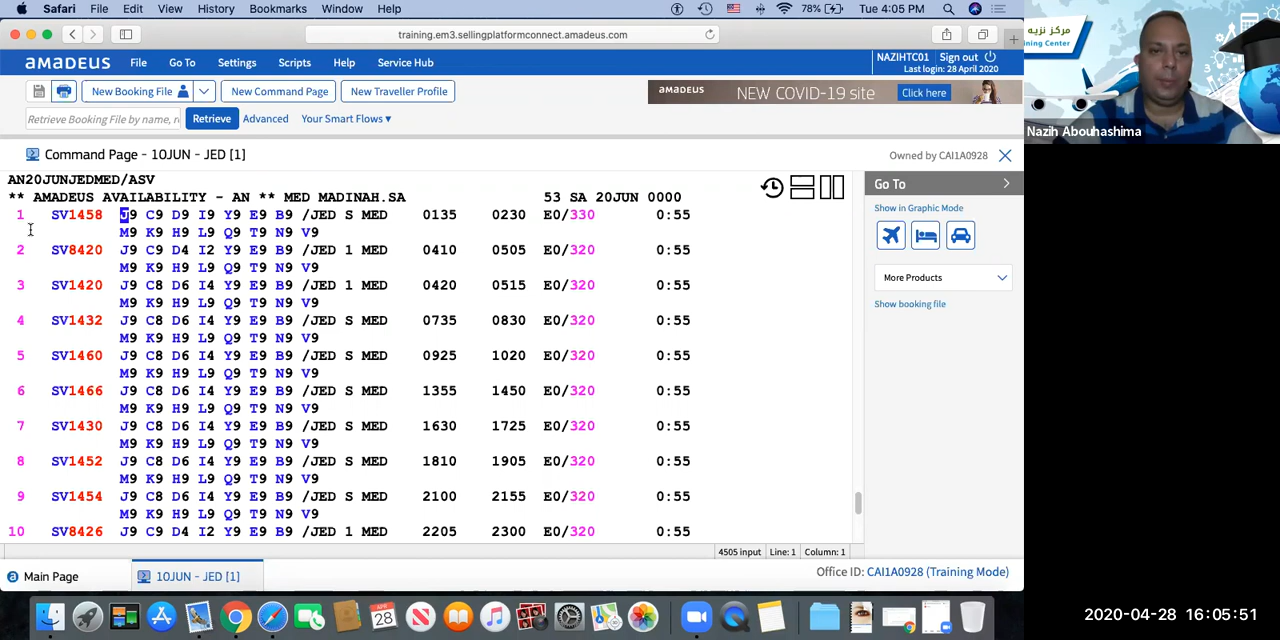 Safari File Edit View History Bookmarks Window Help 78% Tue 4:05 PM
training.em3.sellingplatformconnect.amadeus.com
amadeus File Go To Settings Scripts Help Service Hub NAZIHTC01 Sign out
Last login: 28 April 2020
New Booking File New Command Page New Traveller Profile amadeus NEW COVID-19 site Click here
Retrieve Booking File by name, r Retrieve Advanced Your Smart Flows ▾
Command Page - 10JUN - JED [1] Owned by CAI1A0928
AN20JUNJEDMED/ASV
** AMADEUS AVAILABILITY - AN ** MED MADINAH.SA 53 SA 20JUN 0000
1 SV1458 J9 C9 D9 I9 Y9 E9 B9 /JED S MED 0135 0230 E0/330 0:55
M9 K9 H9 L9 Q9 T9 N9 V9
2 SV8420 J9 C9 D4 I2 Y9 E9 B9 /JED 1 MED 0410 0505 E0/320 0:55
M9 K9 H9 L9 Q9 T9 N9 V9
3 SV1420 J9 C8 D6 I4 Y9 E9 B9 /JED 1 MED 0420 0515 E0/320 0:55
M9 K9 H9 L9 Q9 T9 N9 V9
4 SV1432 J9 C8 D6 I4 Y9 E9 B9 /JED S MED 0735 0830 E0/320 0:55
M9 K9 H9 L9 Q9 T9 N9 V9
5 SV1460 J9 C8 D6 I4 Y9 E9 B9 /JED S MED 0925 1020 E0/320 0:55
M9 K9 H9 L9 Q9 T9 N9 V9
6 SV1466 J9 C8 D6 I4 Y9 E9 B9 /JED S MED 1355 1450 E0/320 0:55
M9 K9 H9 L9 Q9 T9 N9 V9
7 SV1430 J9 C8 D6 I4 Y9 E9 B9 /JED S MED 1630 1725 E0/320 0:55
M9 K9 H9 L9 Q9 T9 N9 V9
8 SV1452 J9 C8 D6 I4 Y9 E9 B9 /JED S MED 1810 1905 E0/320 0:55
M9 K9 H9 L9 Q9 T9 N9 V9
9 SV1454 J9 C8 D6 I4 Y9 E9 B9 /JED S MED 2100 2155 E0/320 0:55
M9 K9 H9 L9 Q9 T9 N9 V9
10 SV8426 J9 C9 D4 I2 Y9 E9 B9 /JED 1 MED 2205 2300 E0/320 0:55
Go To
Show in Graphic Mode
More Products
Show booking file
4505 input Line: 1 Column: 1
Main Page 10JUN - JED [1] Office ID: CAI1A0928 (Training Mode)
APR
28
مركز نزيه
ining Center
Nazih Abouhashima
2020-04-28 16:05:51